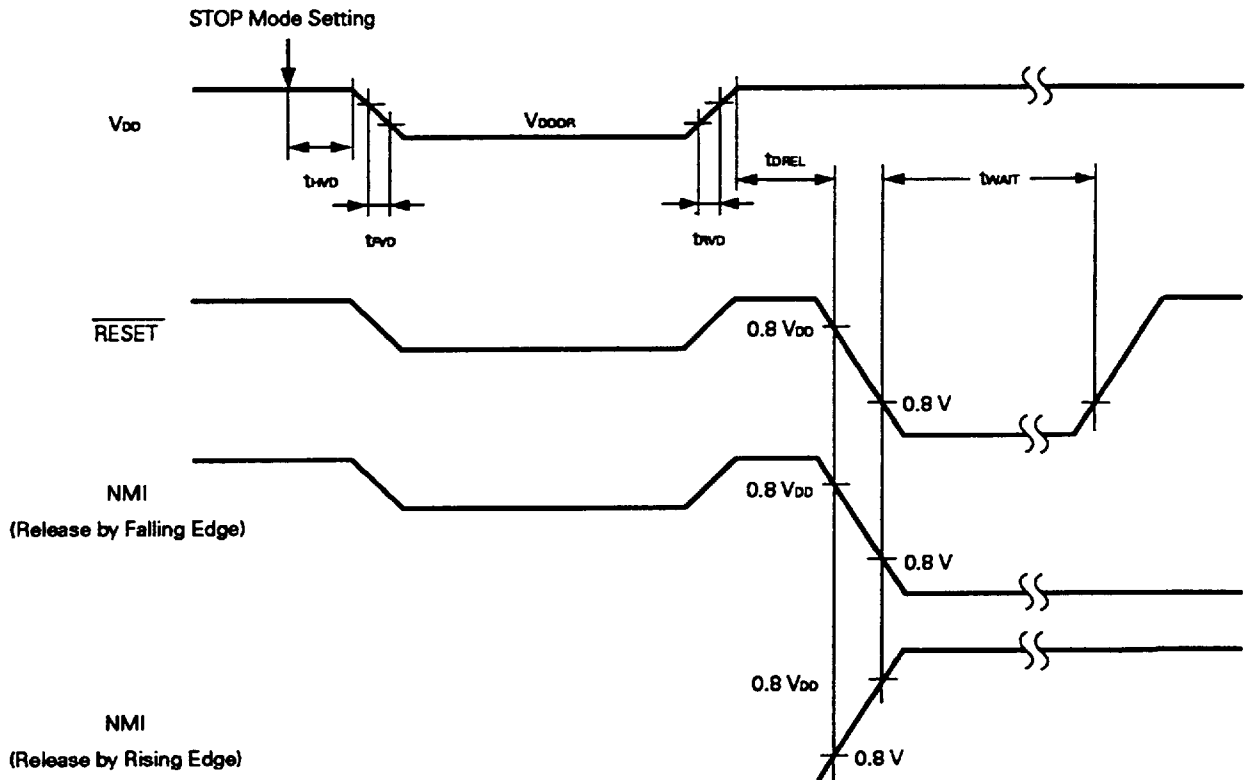 STOP Mode Setting
VDD
VDDDR
tHVD
tFVD
tRVD
tDREL
tWAIT
RESET
0.8 VDD
0.8 V
NMI
(Release by Falling Edge)
0.8 VDD
0.8 V
0.8 VDD
NMI
(Release by Rising Edge)
0.8 V